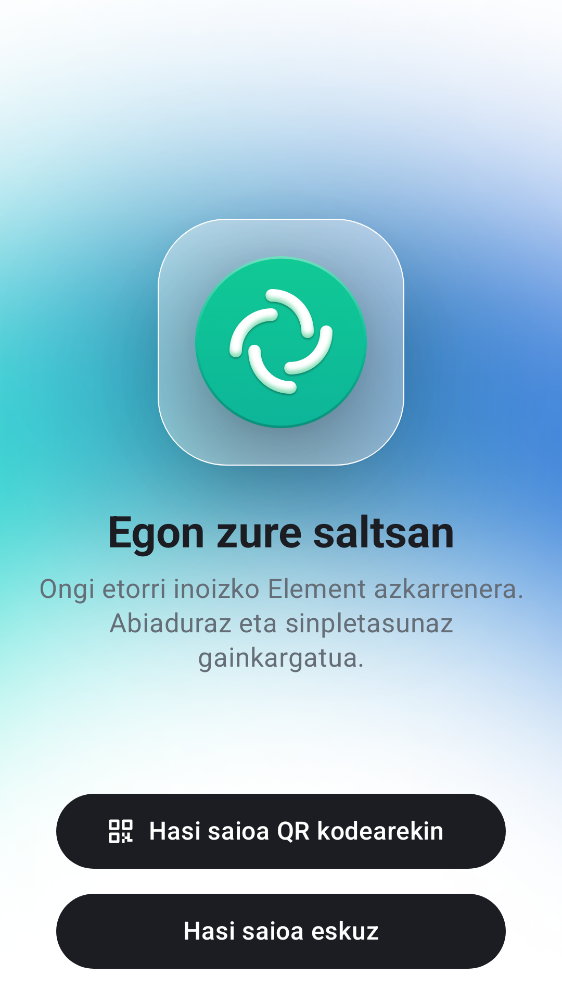 Egon zure saltsan
Ongi etorri inoizko Element azkarrenera.
Abiaduraz eta sinpletasunaz
gainkargatua.
Hasi saioa QR kodearekin
Hasi saioa eskuz